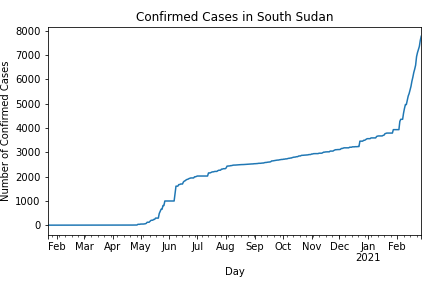 Confirmed Cases in South Sudan
8000
7000
6000
5000
4000
3000
2000
1000
0
Number of Confirmed Cases
Feb Mar Apr May Jun Jul Aug Sep Oct Nov Dec Jan Feb
2021
Day